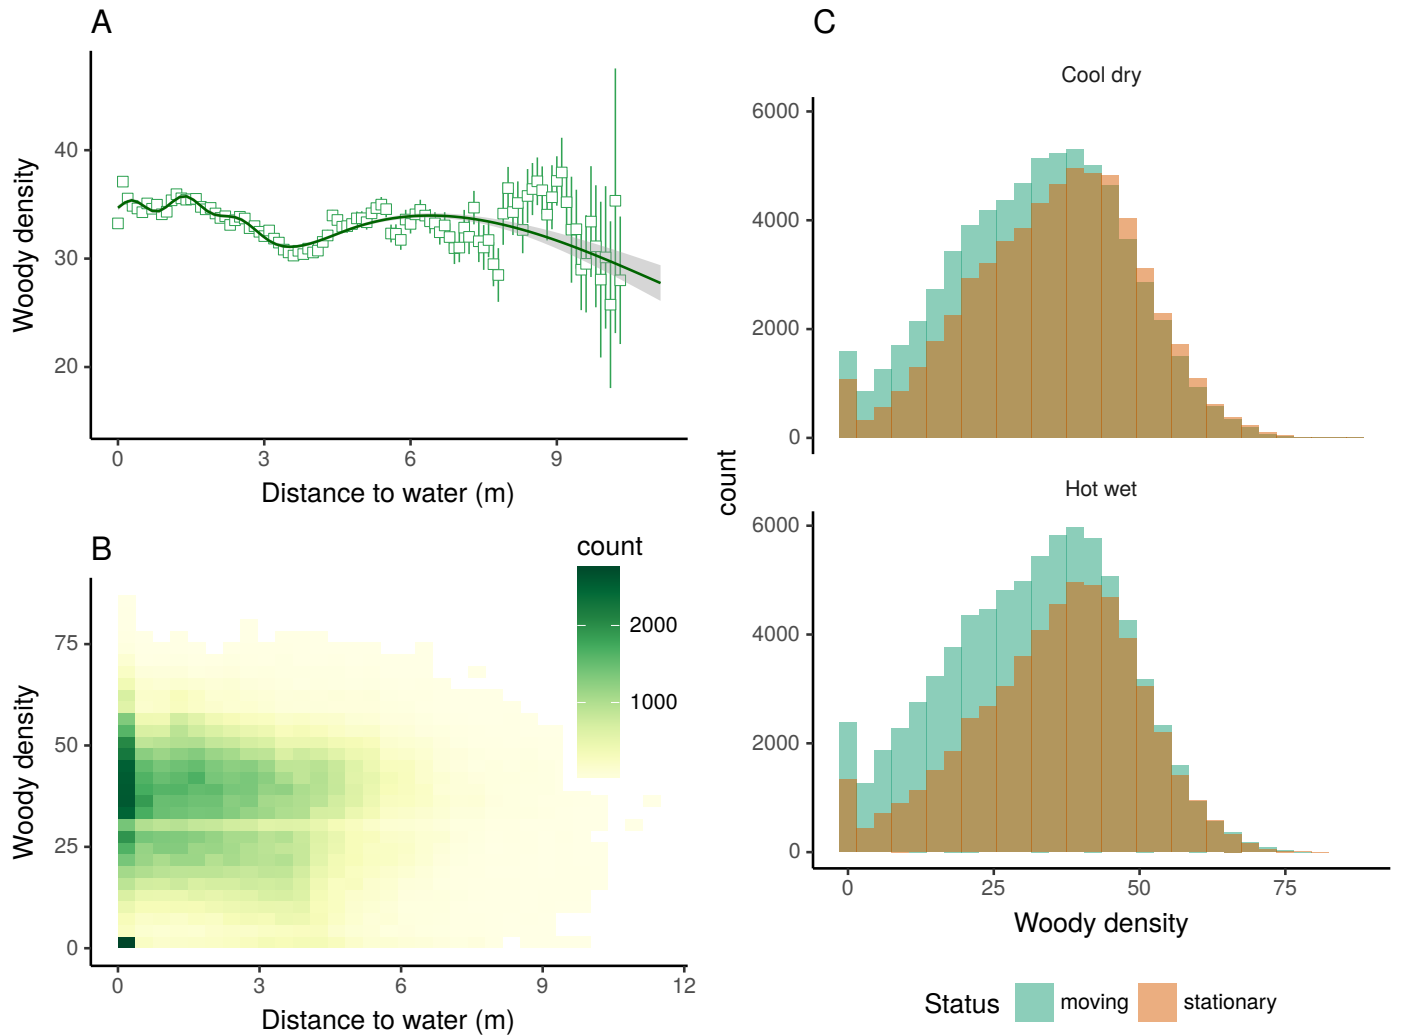 A
Woody density
40
30
20
0 3 6 9
Distance to water (m)
B
count
2000
1000
Woody density
75
50
25
0
0 3 6 9 12
Distance to water (m)
C
count
Cool dry
6000
4000
2000
0
Hot wet
6000
4000
2000
0
0 25 50 75
Woody density
Status moving stationary